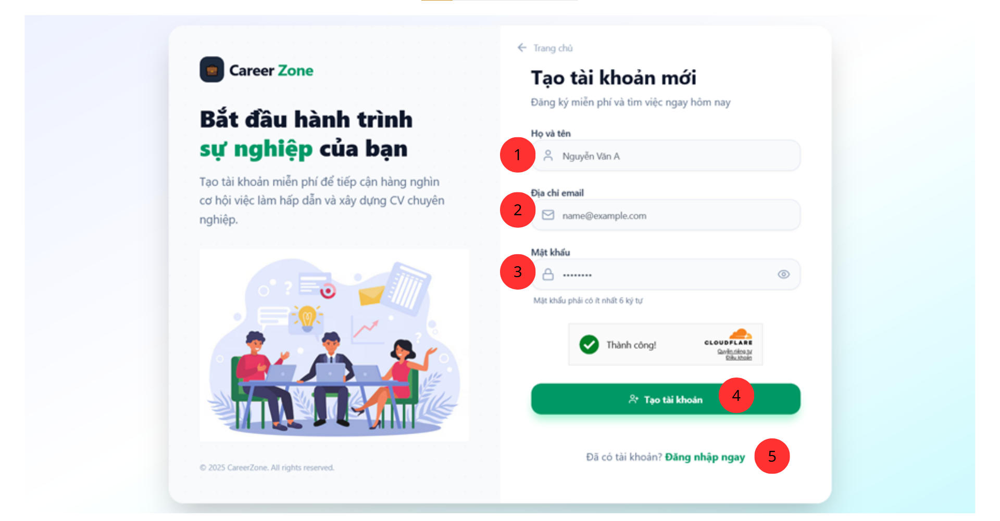 Career Zone
Bắt đầu hành trình
sự nghiệp của bạn
Tạo tài khoản miễn phí để tiếp cận hàng nghìn
cơ hội việc làm hấp dẫn và xây dựng CV chuyên
nghiệp.
© 2025 CareerZone. All rights reserved.
Trang chủ
Tạo tài khoản mới
Đăng ký miễn phí và tìm việc ngay hôm nay
Họ và tên
1 Nguyễn Văn A
Địa chỉ email
2 name@example.com
Mật khẩu
3 ••••••••
Mật khẩu phải có ít nhất 6 ký tự
Thành công!
CLOUDFLARE
Quyền riêng tư
Điều khoản
Tạo tài khoản 4
Đã có tài khoản? Đăng nhập ngay 5